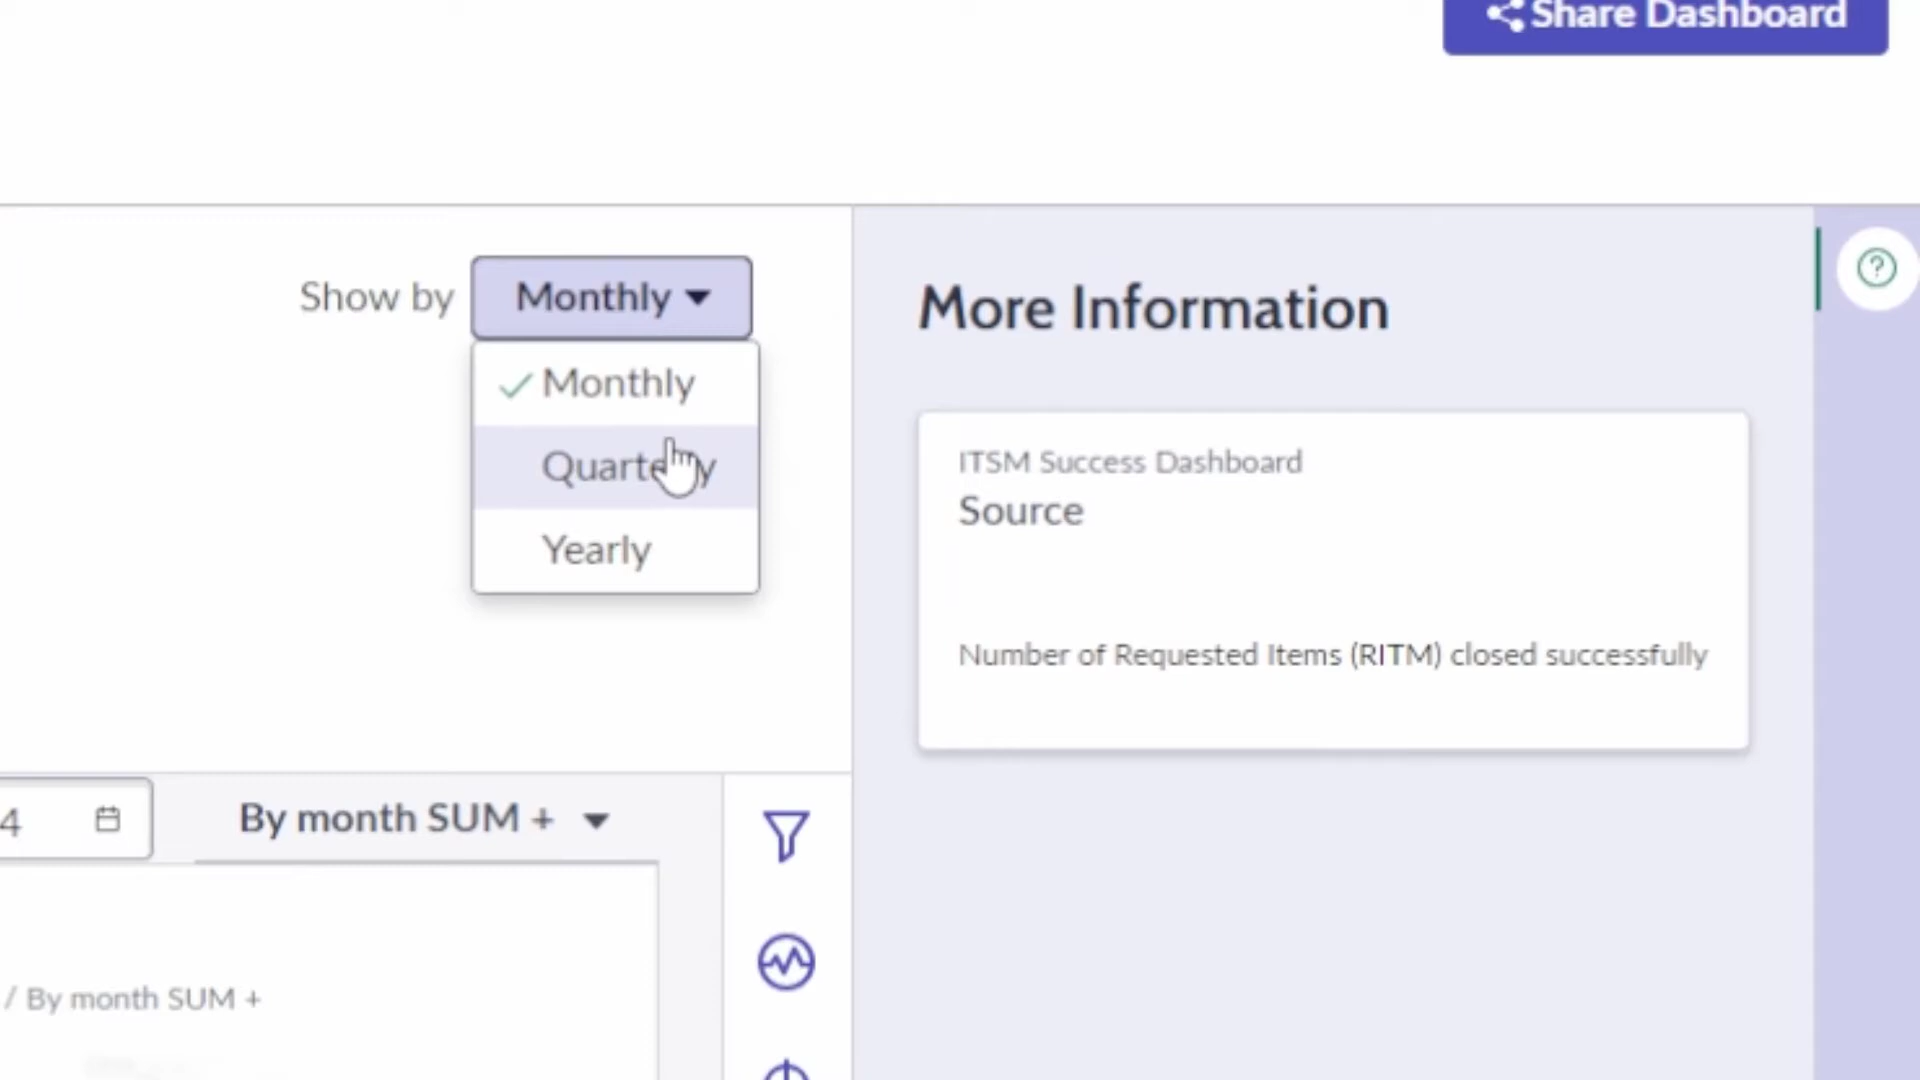 Share Dashboard
Show by
Monthly
More Information
Monthly
Quarterly
Yearly
ITSM Success Dashboard
Source
Number of Requested Items (RITM) closed successfully
4
By month SUM +
/ By month SUM +